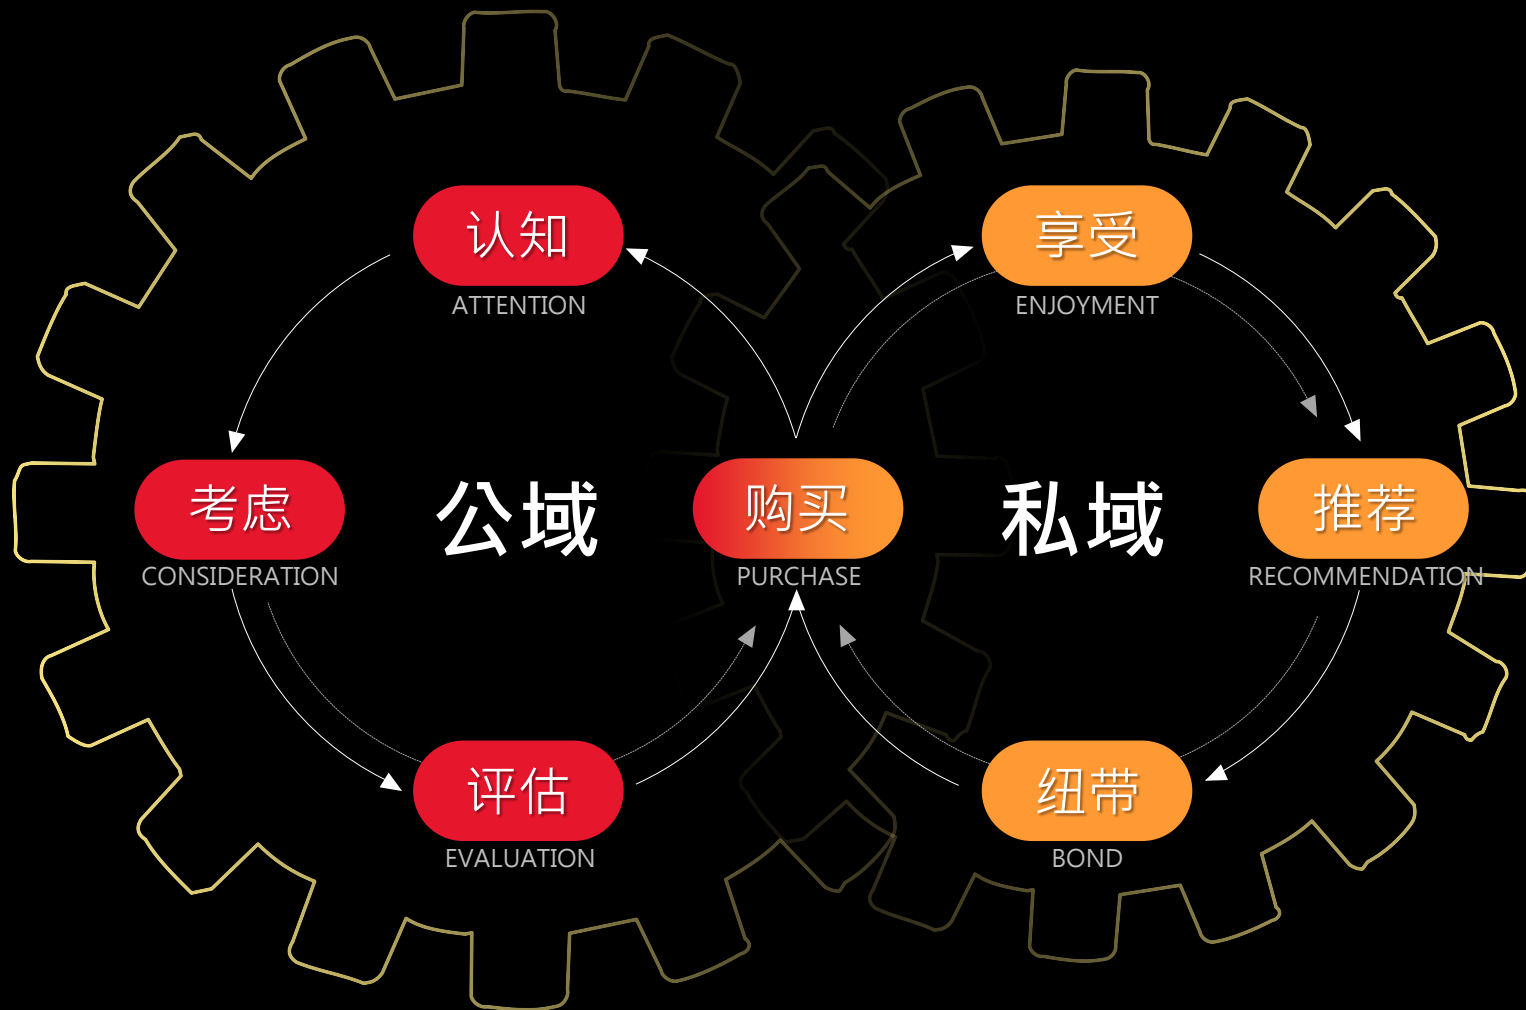 认知
ATTENTION
享受
ENJOYMENT
考虑
CONSIDERATION
公域
购买
PURCHASE
私域
推荐
RECOMMENDATION
评估
EVALUATION
纽带
BOND